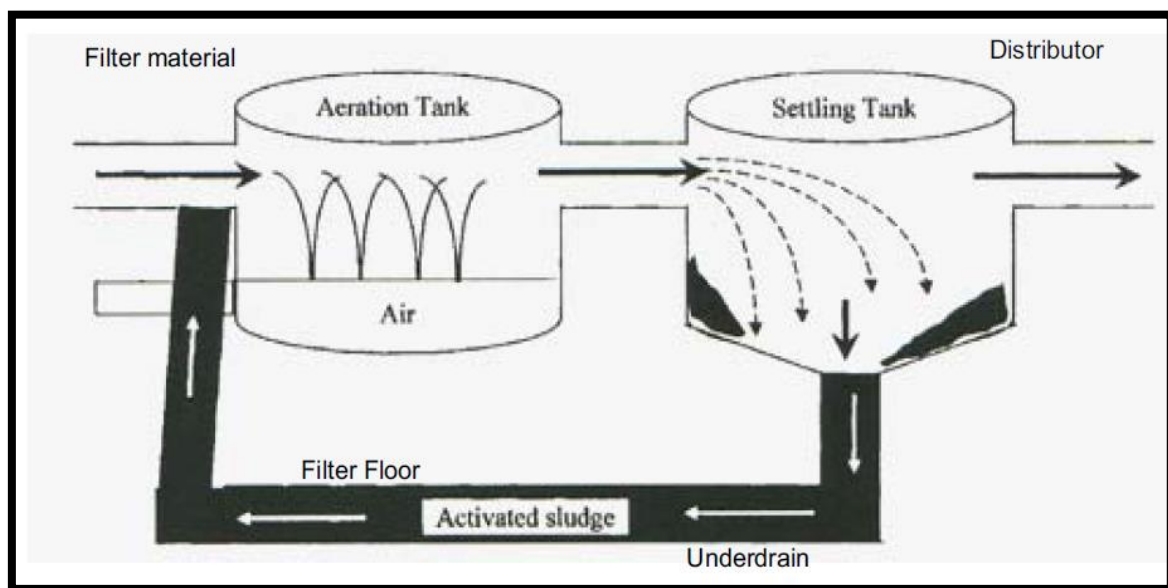 Filter material
Distributor
Aeration Tank
Settling Tank
Air
Filter Floor
Activated sludge
Underdrain